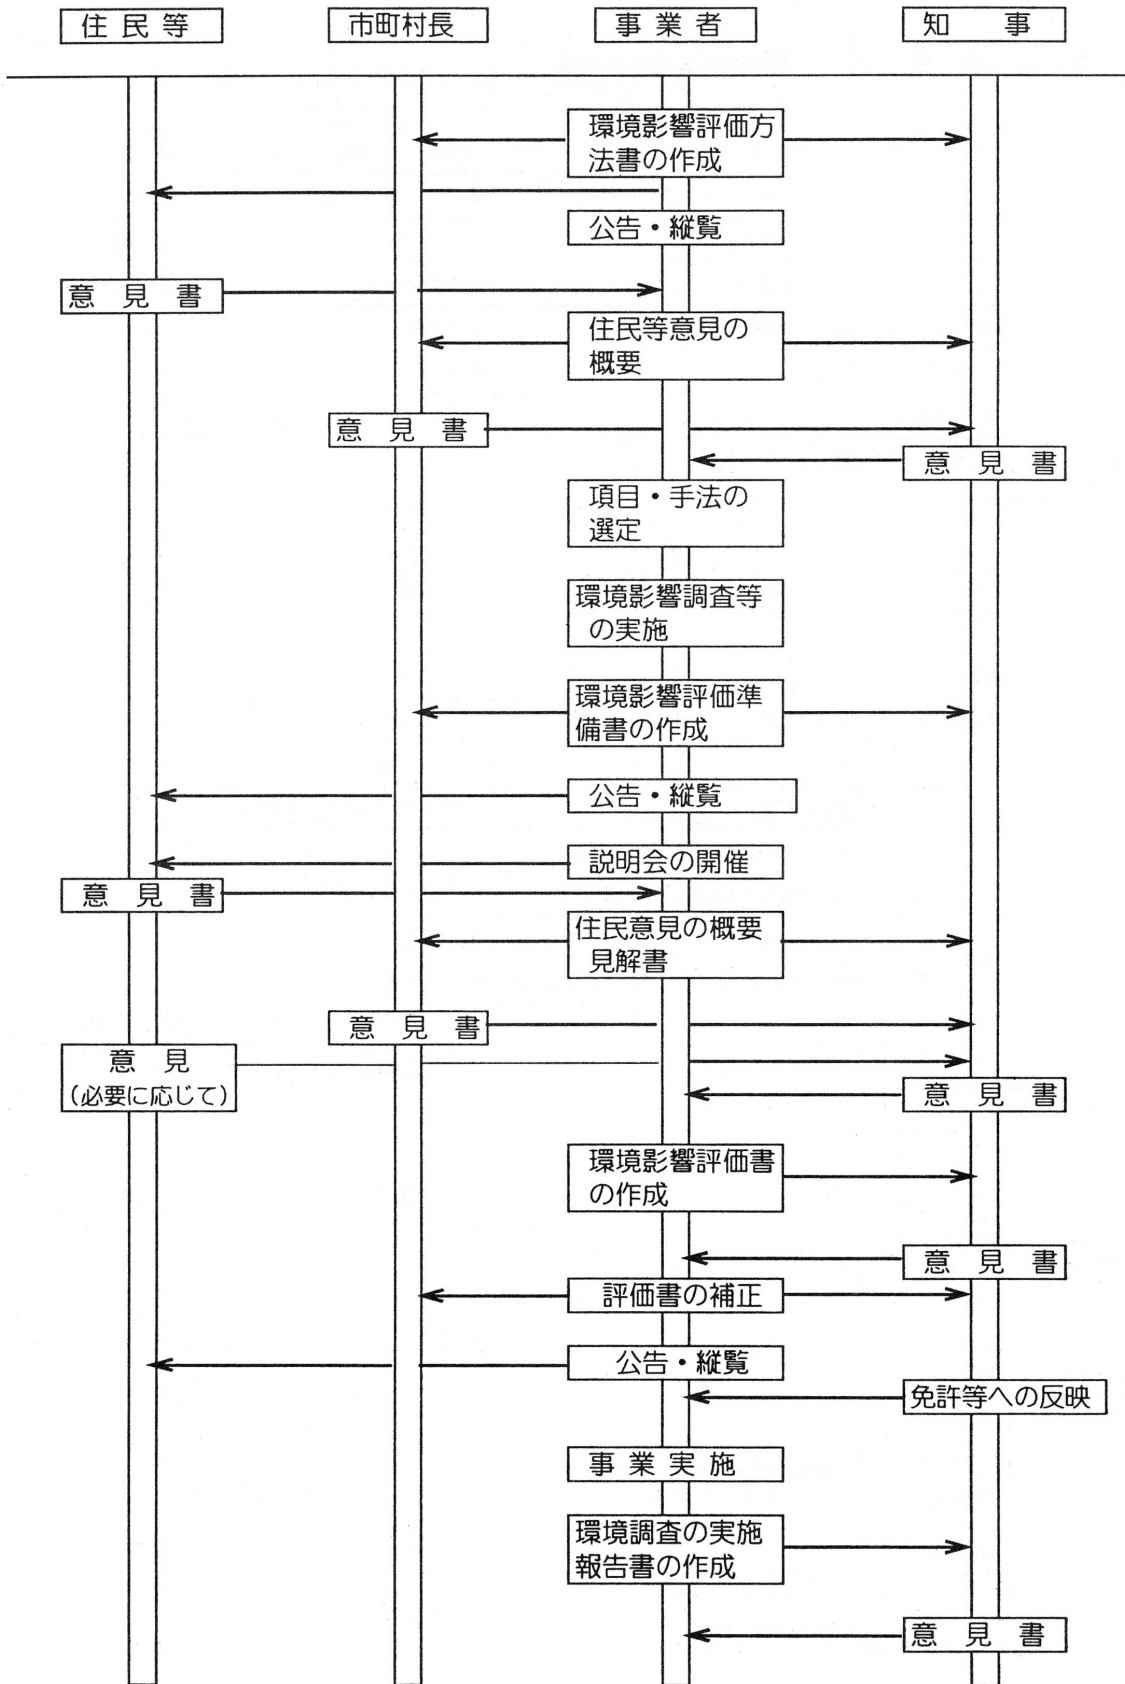 住民等
市町村長
事業者
知事
環境影響評価方
法書の作成
公告・縦覧
意見書
住民等意見の
概要
意見書
意見書
項目・手法の
選定
環境影響調査等
の実施
環境影響評価準
備書の作成
公告・縦覧
説明会の開催
意見書
住民意見の概要
見解書
意見書
意見
(必要に応じて)
意見書
環境影響評価書
の作成
意見書
評価書の補正
公告・縦覧
免許等への反映
事業実施
環境調査の実施
報告書の作成
意見書